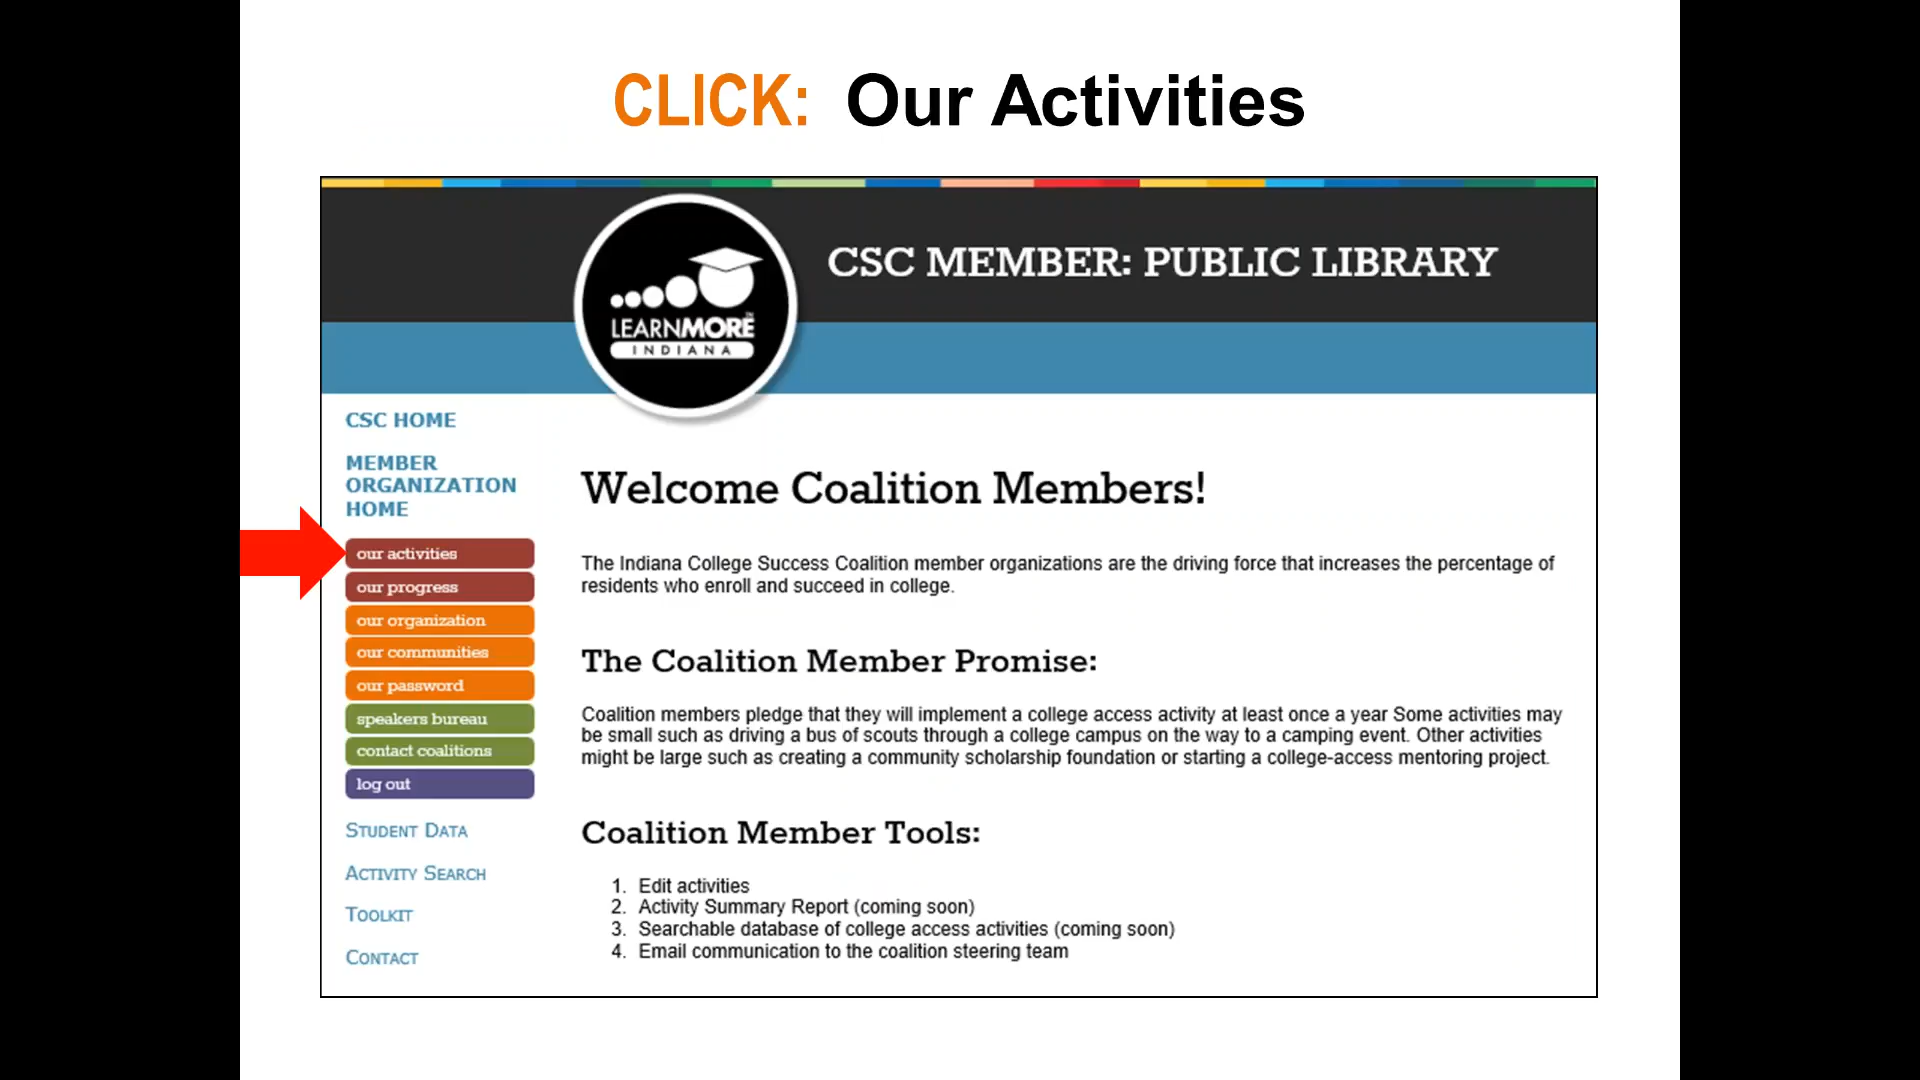 CLICK: Our Activities
CSC MEMBER: PUBLIC LIBRARY
LEARNMORE
INDIANA
CSC HOME
MEMBER
ORGANIZATION
HOME
our activities
our progress
our organization
our communities
our password
speakers bureau
contact coalitions
log out
STUDENT DATA
ACTIVITY SEARCH
TOOLKIT
CONTACT
Welcome Coalition Members!
The Indiana College Success Coalition member organizations are the driving force that increases the percentage of
residents who enroll and succeed in college.
The Coalition Member Promise:
Coalition members pledge that they will implement a college access activity at least once a year Some activities may
be small such as driving a bus of scouts through a college campus on the way to a camping event. Other activities
might be large such as creating a community scholarship foundation or starting a college-access mentoring project.
Coalition Member Tools:
1. Edit activities
2. Activity Summary Report (coming soon)
3. Searchable database of college access activities (coming soon)
4. Email communication to the coalition steering team